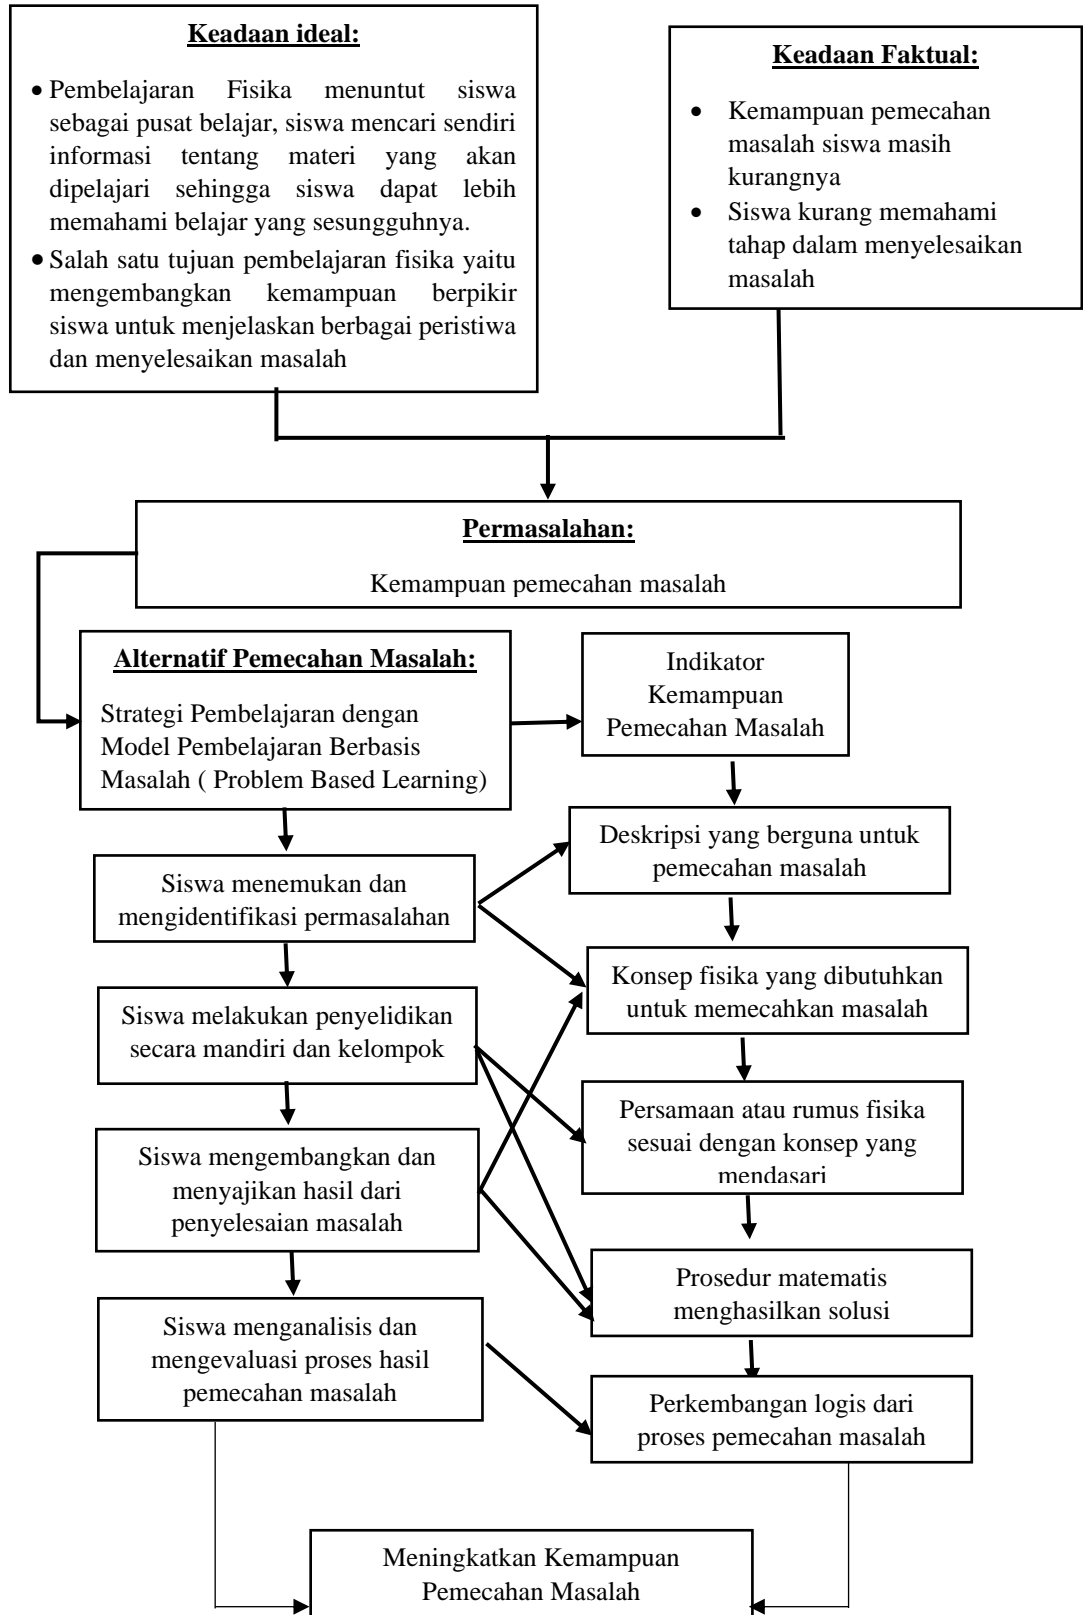 Keadaan ideal:
• Pembelajaran Fisika menuntut siswa
sebagai pusat belajar, siswa mencari sendiri
informasi tentang materi yang akan
dipelajari sehingga siswa dapat lebih
memahami belajar yang sesungguhnya.
• Salah satu tujuan pembelajaran fisika yaitu
mengembangkan kemampuan berpikir
siswa untuk menjelaskan berbagai peristiwa
dan menyelesaikan masalah
Keadaan Faktual:
• Kemampuan pemecahan
masalah siswa masih
kurangnya
• Siswa kurang memahami
tahap dalam menyelesaikan
masalah
Permasalahan:
Kemampuan pemecahan masalah
Alternatif Pemecahan Masalah:
Strategi Pembelajaran dengan
Model Pembelajaran Berbasis
Masalah ( Problem Based Learning)
Indikator
Kemampuan
Pemecahan Masalah
Siswa menemukan dan
mengidentifikasi permasalahan
Siswa melakukan penyelidikan
secara mandiri dan kelompok
Siswa mengembangkan dan
menyajikan hasil dari
penyelesaian masalah
Siswa menganalisis dan
mengevaluasi proses hasil
pemecahan masalah
Deskripsi yang berguna untuk
pemecahan masalah
Konsep fisika yang dibutuhkan
untuk memecahkan masalah
Persamaan atau rumus fisika
sesuai dengan konsep yang
mendasari
Prosedur matematis
menghasilkan solusi
Perkembangan logis dari
proses pemecahan masalah
Meningkatkan Kemampuan
Pemecahan Masalah